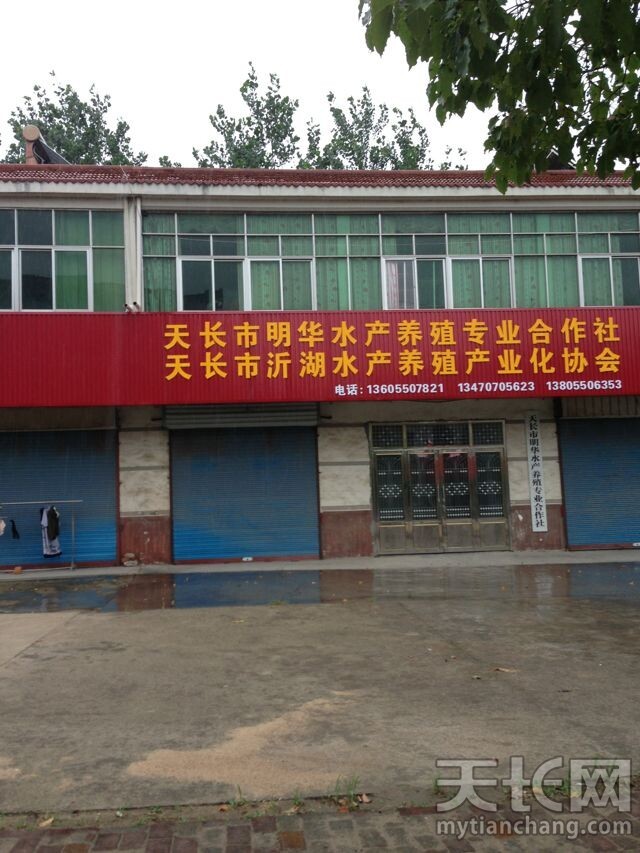 天长市明华水产养殖专业合作社
天长市沂湖水产养殖产业化协会
电话:13605507821 13470705623 13805506353
天长市明华水产养殖专业合作社
天长网
mytianchang.com